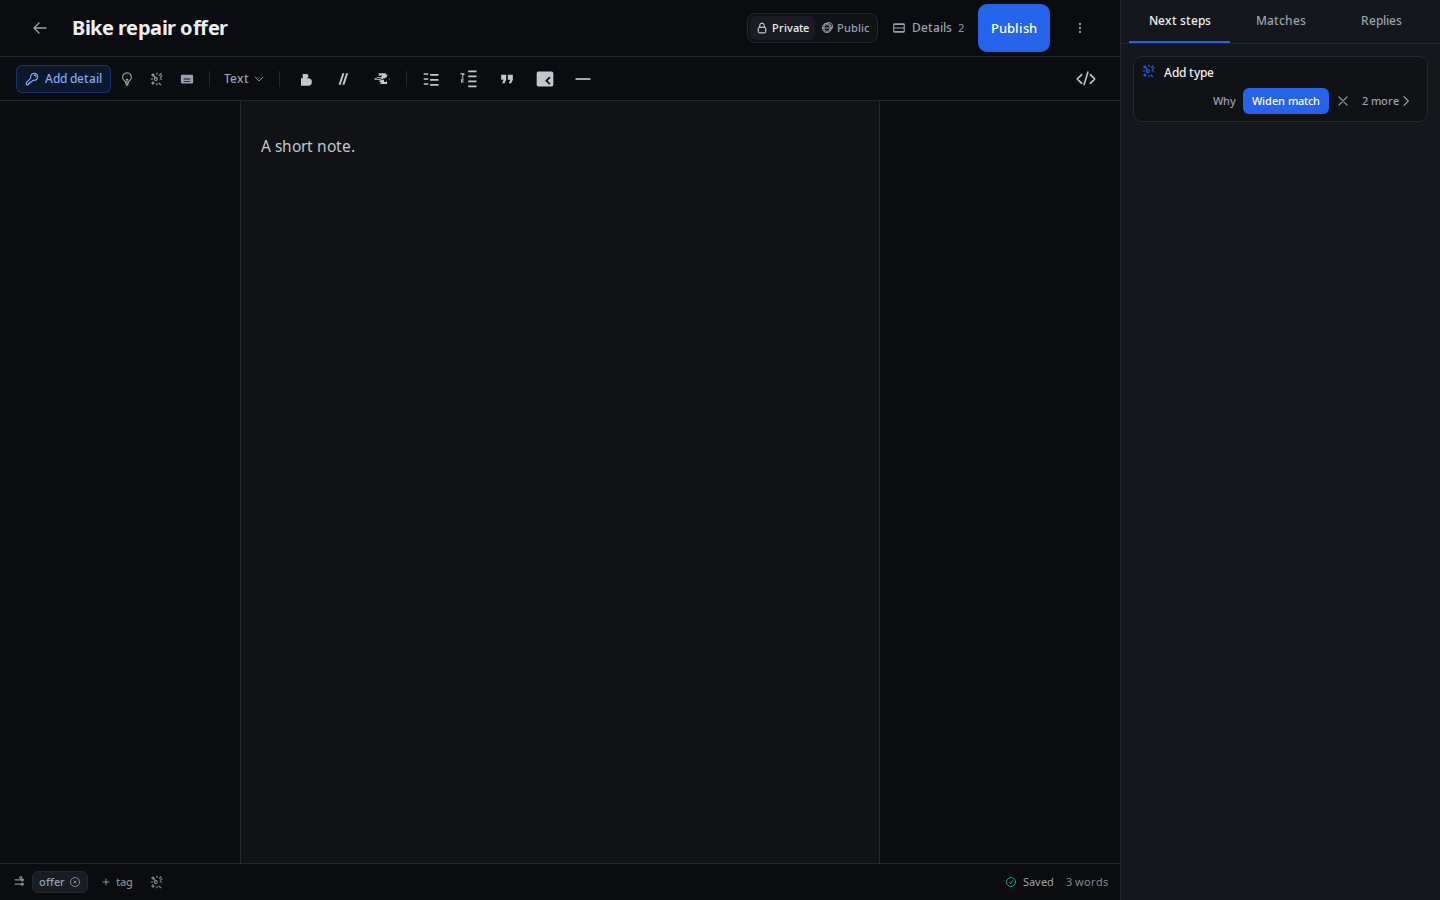 Bike repair offer
Private
Public
Details 2
Publish
Next steps
Matches
Replies
Add detail
Text
Add type
Why
Widen match
2 more
A short note.
offer
+ tag
Saved
3 words